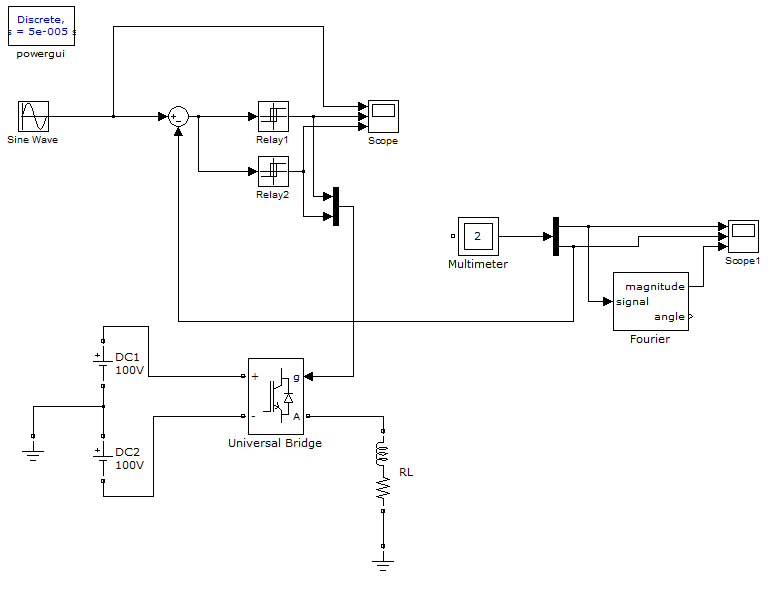 Discrete,
s = 5e-005 s
powergui
Sine Wave
+
−
Relay1
Scope
Relay2
2
Multimeter
Scope1
magnitude
signal
angle
Fourier
+
DC1
100V
+
g
-
A
Universal Bridge
+
DC2
100V
RL